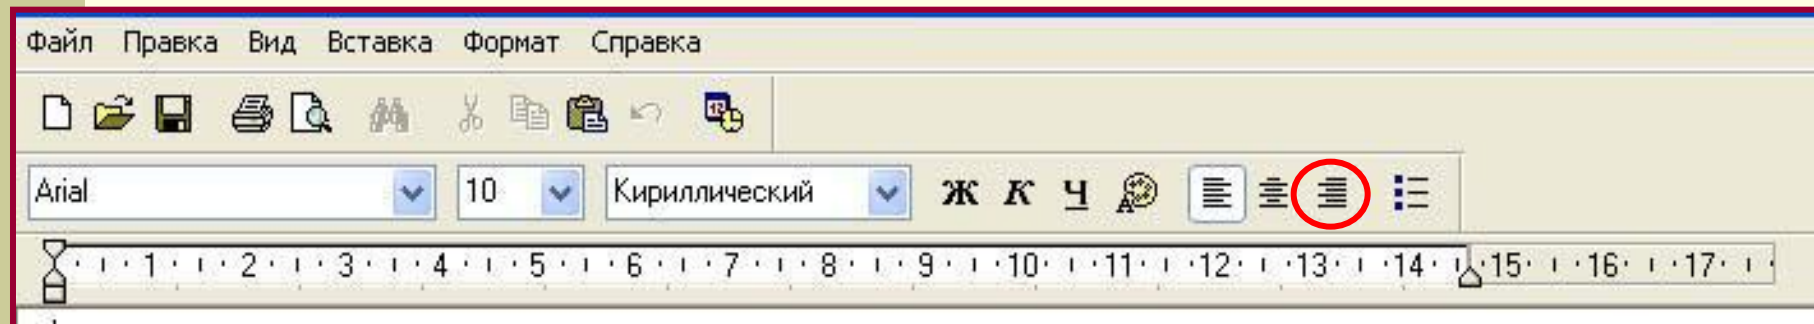 Файл Правка Вид Вставка Формат Справка
12
Arial 10 Кириллический Ж К Ч A
1 2 3 4 5 6 7 8 9 10 11 12 13 14 15 16 17